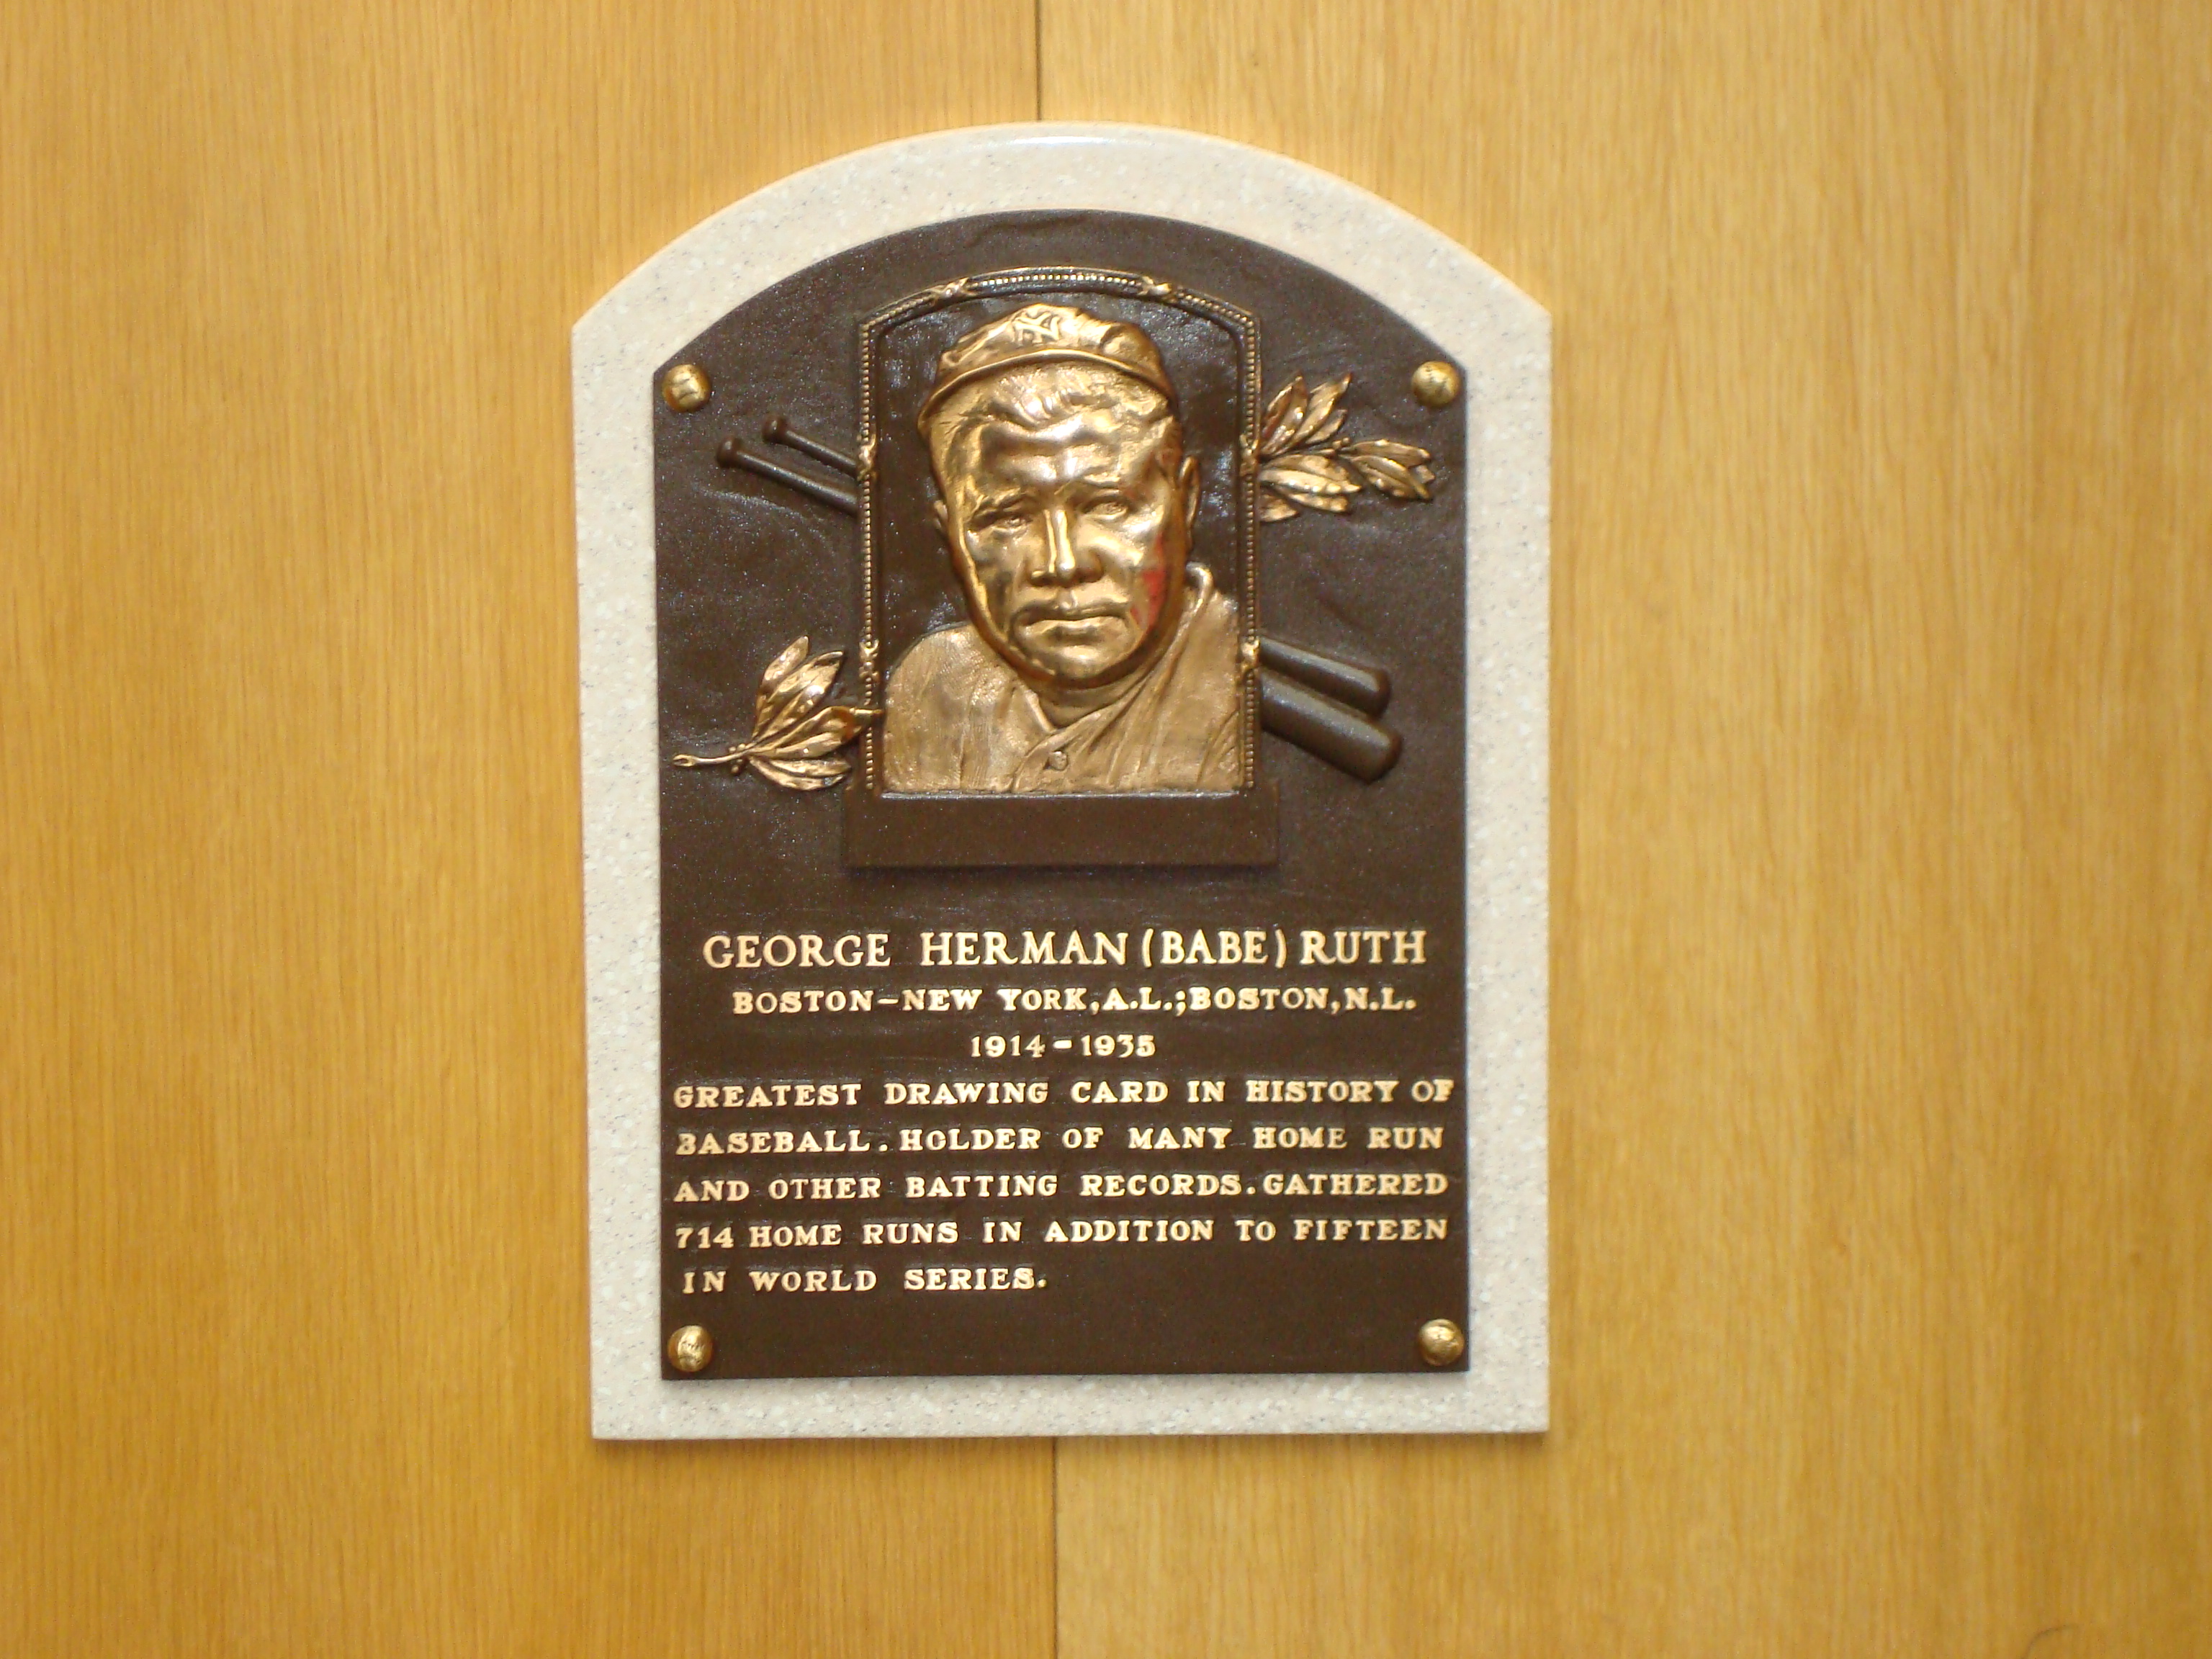 NY
GEORGE HERMAN (BABE) RUTH
BOSTON-NEW YORK, A.L.; BOSTON, N.L.
1914-1935
GREATEST DRAWING CARD IN HISTORY OF
BASEBALL. HOLDER OF MANY HOME RUN
AND OTHER BATTING RECORDS. GATHERED
714 HOME RUNS IN ADDITION TO FIFTEEN
IN WORLD SERIES.